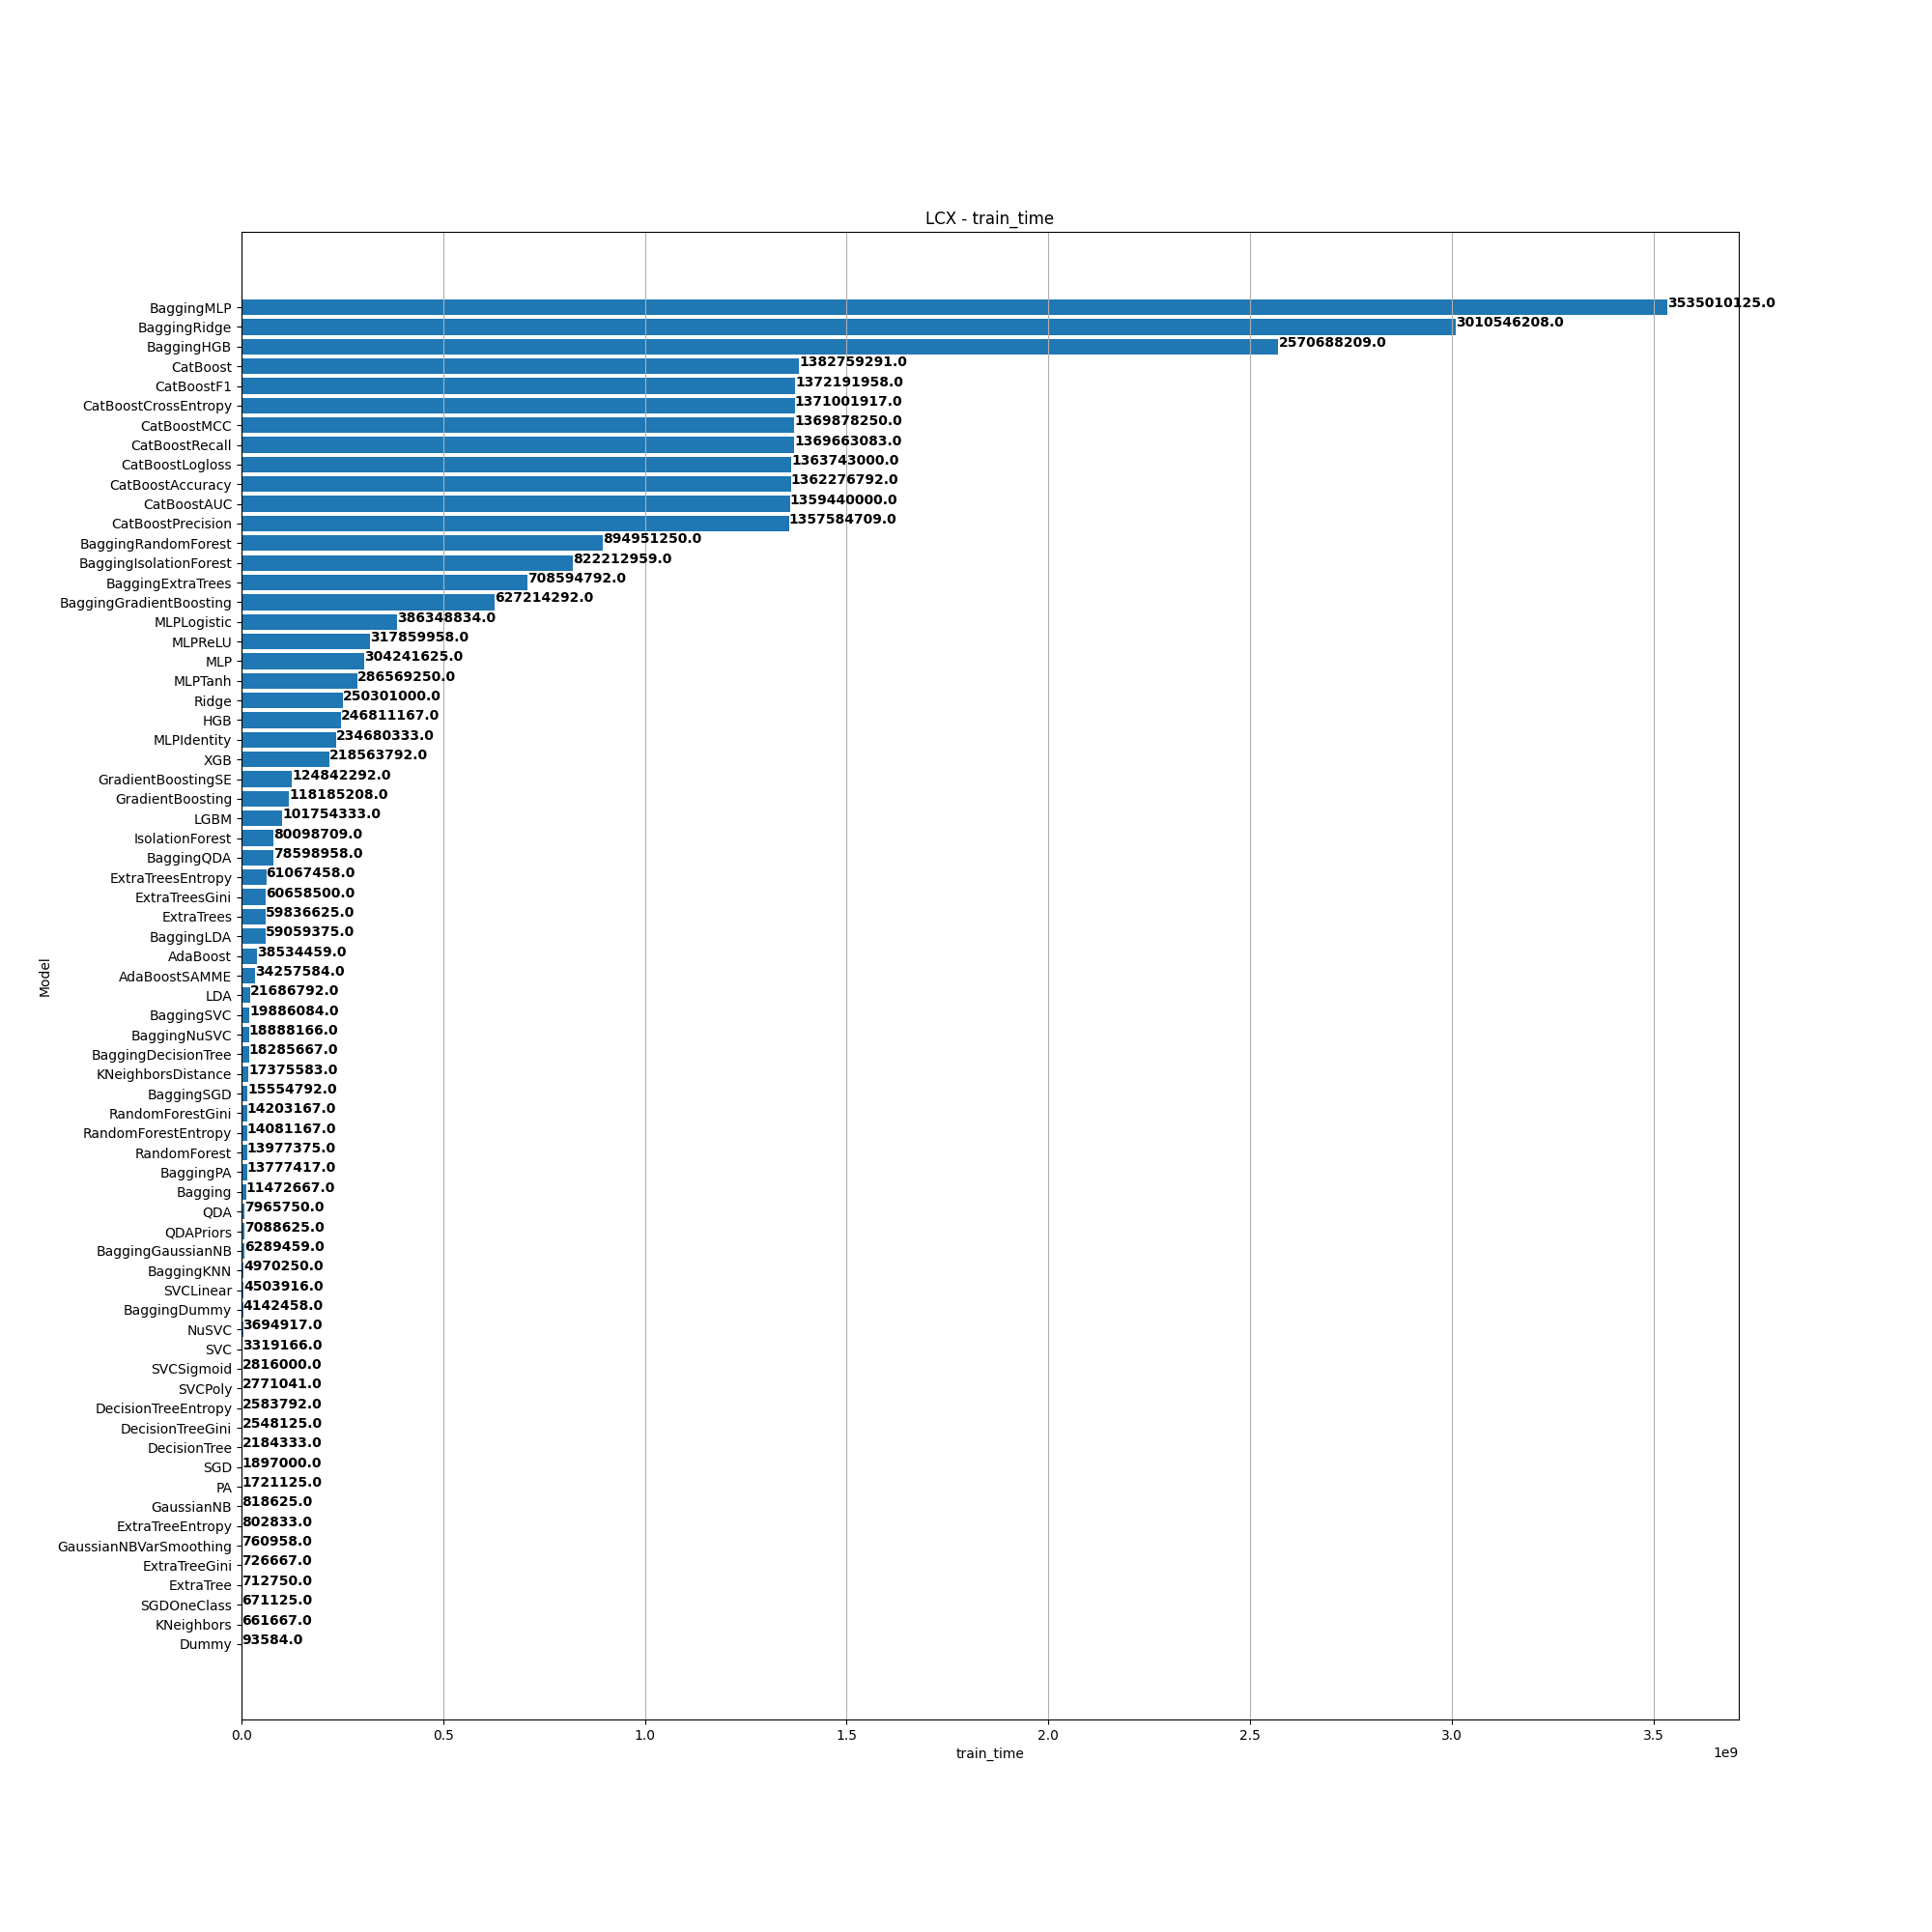 LCX - train_time
BaggingMLP 3535010125.0
BaggingRidge 3010546208.0
BaggingHGB 2570688209.0
CatBoost 1382759291.0
CatBoostF1 1372191958.0
CatBoostCrossEntropy 1371001917.0
CatBoostMCC 1369878250.0
CatBoostRecall 1369663083.0
CatBoostLogloss 1363743000.0
CatBoostAccuracy 1362276792.0
CatBoostAUC 1359440000.0
CatBoostPrecision 1357584709.0
BaggingRandomForest 894951250.0
BaggingIsolationForest 822212959.0
BaggingExtraTrees 708594792.0
BaggingGradientBoosting 627214292.0
MLPLogistic 386348834.0
MLPReLU 317859958.0
MLP 304241625.0
MLPTanh 286569250.0
Ridge 250301000.0
HGB 246811167.0
MLPIdentity 234680333.0
XGB 218563792.0
GradientBoostingSE 124842292.0
GradientBoosting 118185208.0
LGBM 101754333.0
IsolationForest 80098709.0
BaggingQDA 78598958.0
ExtraTreesEntropy 61067458.0
ExtraTreesGini 60658500.0
ExtraTrees 59836625.0
BaggingLDA 59059375.0
AdaBoost 38534459.0
AdaBoostSAMME 34257584.0
LDA 21686792.0
BaggingSVC 19886084.0
BaggingNuSVC 18888166.0
BaggingDecisionTree 18285667.0
KNeighborsDistance 17375583.0
BaggingSGD 15554792.0
RandomForestGini 14203167.0
RandomForestEntropy 14081167.0
RandomForest 13977375.0
BaggingPA 13777417.0
Bagging 11472667.0
QDA 7965750.0
QDAPriors 7088625.0
BaggingGaussianNB 6289459.0
BaggingKNN 4970250.0
SVCLinear 4503916.0
BaggingDummy 4142458.0
NuSVC 3694917.0
SVC 3319166.0
SVCSigmoid 2816000.0
SVCPoly 2771041.0
DecisionTreeEntropy 2583792.0
DecisionTreeGini 2548125.0
DecisionTree 2184333.0
SGD 1897000.0
PA 1721125.0
GaussianNB 818625.0
ExtraTreeEntropy 802833.0
GaussianNBVarSmoothing 760958.0
ExtraTreeGini 726667.0
ExtraTree 712750.0
SGDOneClass 671125.0
KNeighbors 661667.0
Dummy 93584.0
Model
0.0 0.5 1.0 1.5 2.0 2.5 3.0 3.5
train_time
1e9